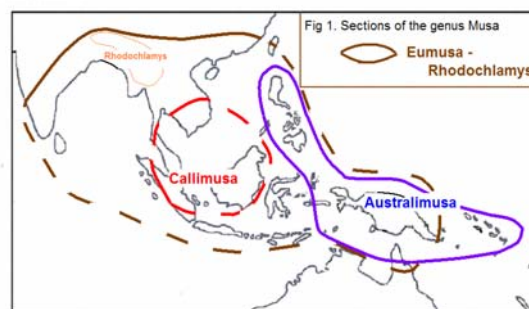 Fig 1. Sections of the genus Musa
Eumusa -
Rhodochlamys
Rhodochlamys
Callimusa
Australimusa